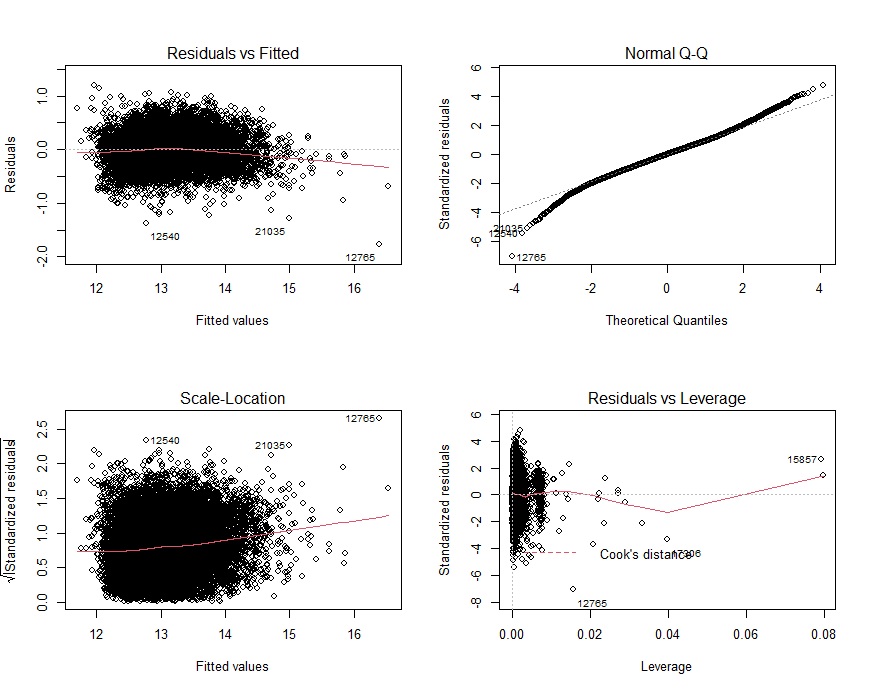 Residuals vs Fitted
Residuals
1.0
0.0
-1.0
-2.0
12540
21035
12765
12 13 14 15 16
Fitted values
Normal Q-Q
Standardized residuals
6
4
2
0
-2
-4
-6
21035
12540
12765
-4 -2 0 2 4
Theoretical Quantiles
Scale-Location
√|Standardized residuals|
2.5
2.0
1.5
1.0
0.5
0.0
12765
12540
21035
12 13 14 15 16
Fitted values
Residuals vs Leverage
Standardized residuals
6
4
2
0
-2
-4
-6
-8
15857
Cook's distance
12765
0.00 0.02 0.04 0.06 0.08
Leverage